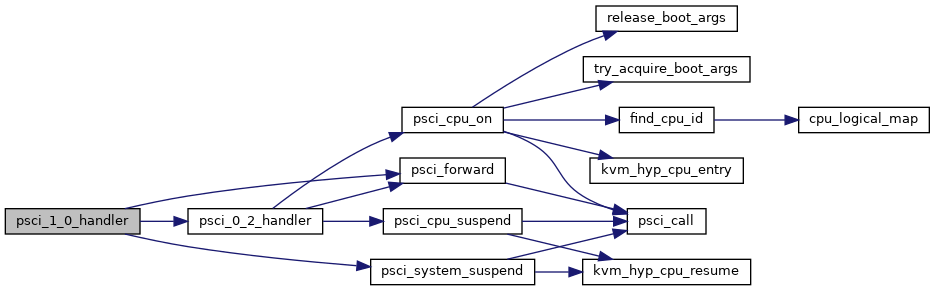 release_boot_args
try_acquire_boot_args
psci_cpu_on
find_cpu_id
cpu_logical_map
kvm_hyp_cpu_entry
psci_forward
psci_1_0_handler
psci_0_2_handler
psci_cpu_suspend
psci_call
psci_system_suspend
kvm_hyp_cpu_resume